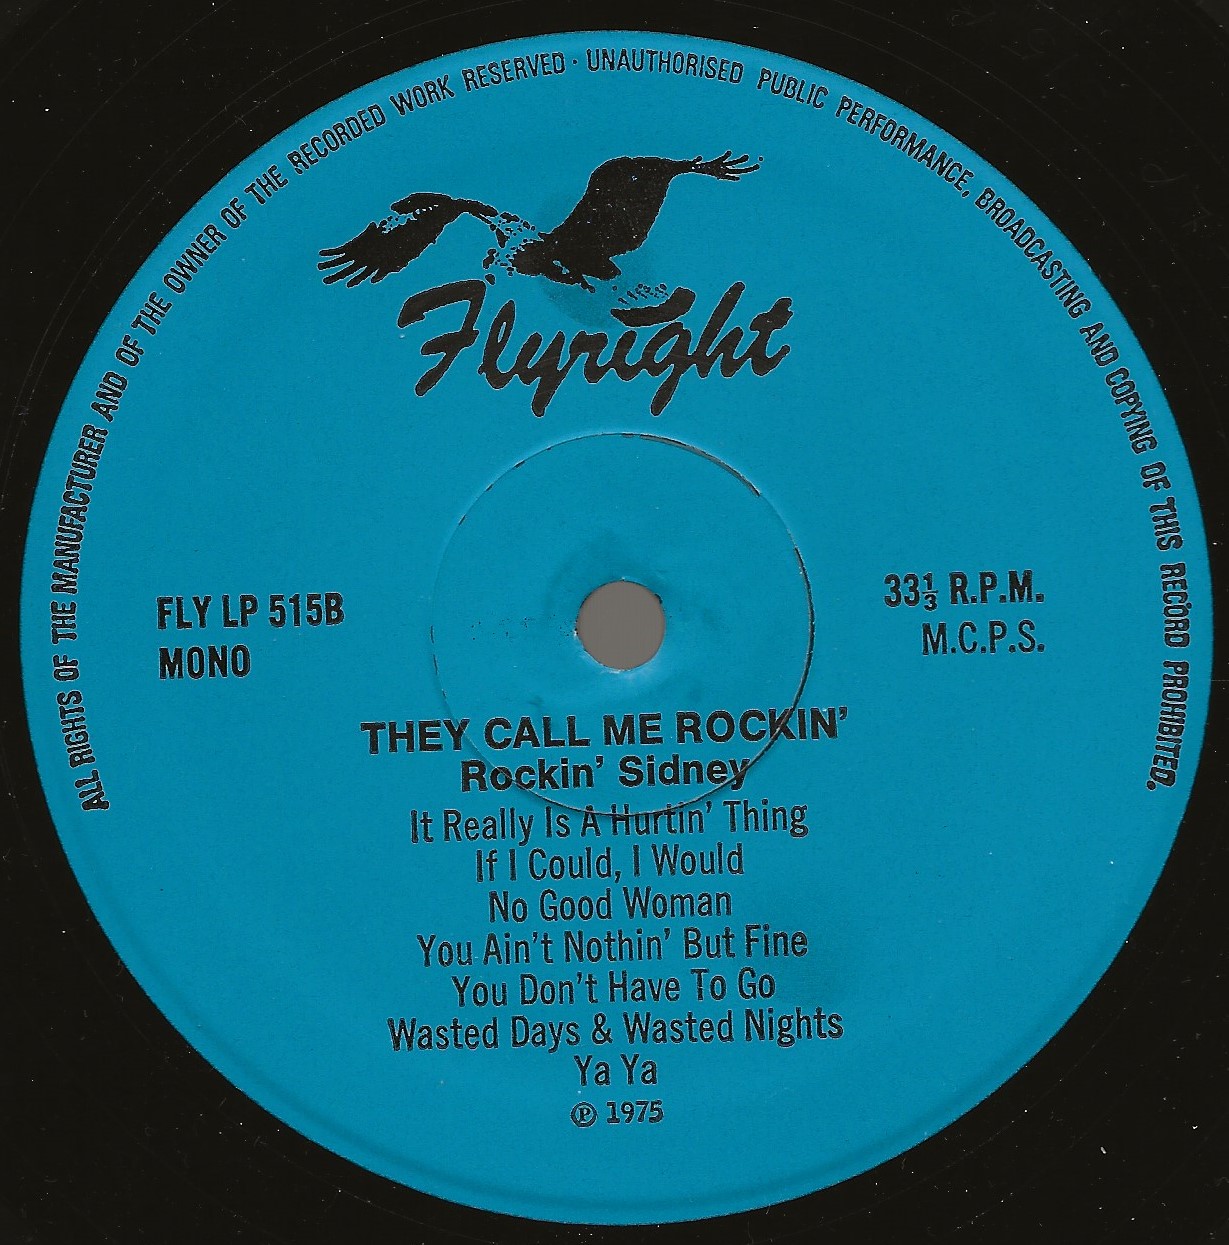 ALL RIGHTS OF THE MANUFACTURER AND OF THE OWNER OF THE RECORDED WORK RESERVED · UNAUTHORISED PUBLIC PERFORMANCE, BROADCASTING AND COPYING OF THIS RECORD PROHIBITED.
Flyright
FLY LP 515B
MONO
33⅓ R.P.M.
M.C.P.S.
THEY CALL ME ROCKIN'
Rockin' Sidney
It Really Is A Hurtin' Thing
If I Could, I Would
No Good Woman
You Ain't Nothin' But Fine
You Don't Have To Go
Wasted Days & Wasted Nights
Ya Ya
℗ 1975